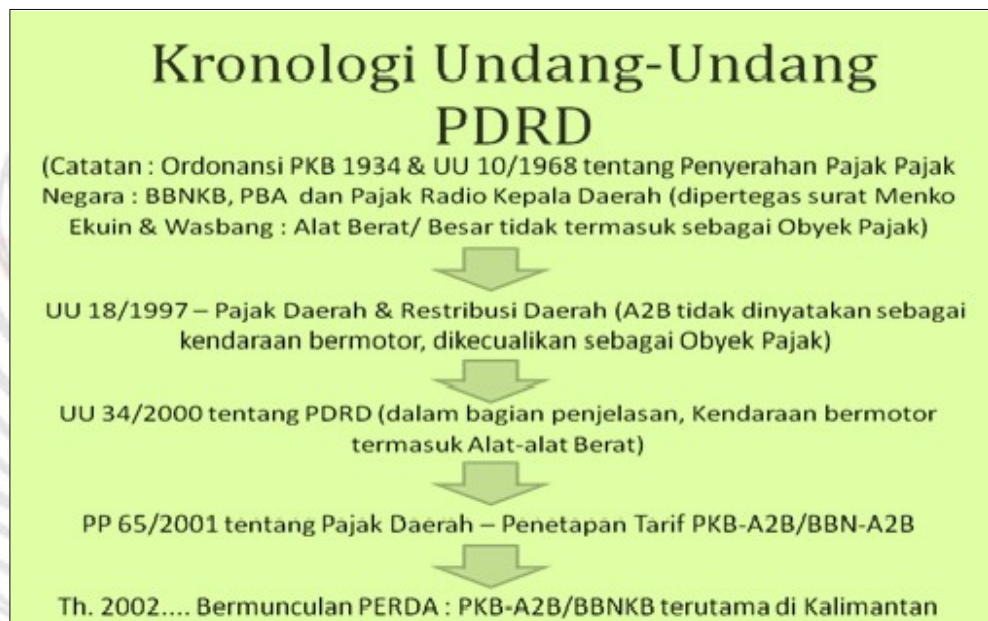 Kronologi Undang-Undang
PDRD
(Catatan : Ordonansi PKB 1934 & UU 10/1968 tentang Penyerahan Pajak Pajak
Negara : BBNKB, PBA dan Pajak Radio Kepala Daerah (dipertegas surat Menko
Ekuin & Wasbang : Alat Berat/ Besar tidak termasuk sebagai Obyek Pajak)
UU 18/1997 – Pajak Daerah & Restribusi Daerah (A2B tidak dinyatakan sebagai
kendaraan bermotor, dikecualikan sebagai Obyek Pajak)
UU 34/2000 tentang PDRD (dalam bagian penjelasan, Kendaraan bermotor
termasuk Alat-alat Berat)
PP 65/2001 tentang Pajak Daerah – Penetapan Tarif PKB-A2B/BBN-A2B
Th. 2002.... Bermunculan PERDA : PKB-A2B/BBNKB terutama di Kalimantan